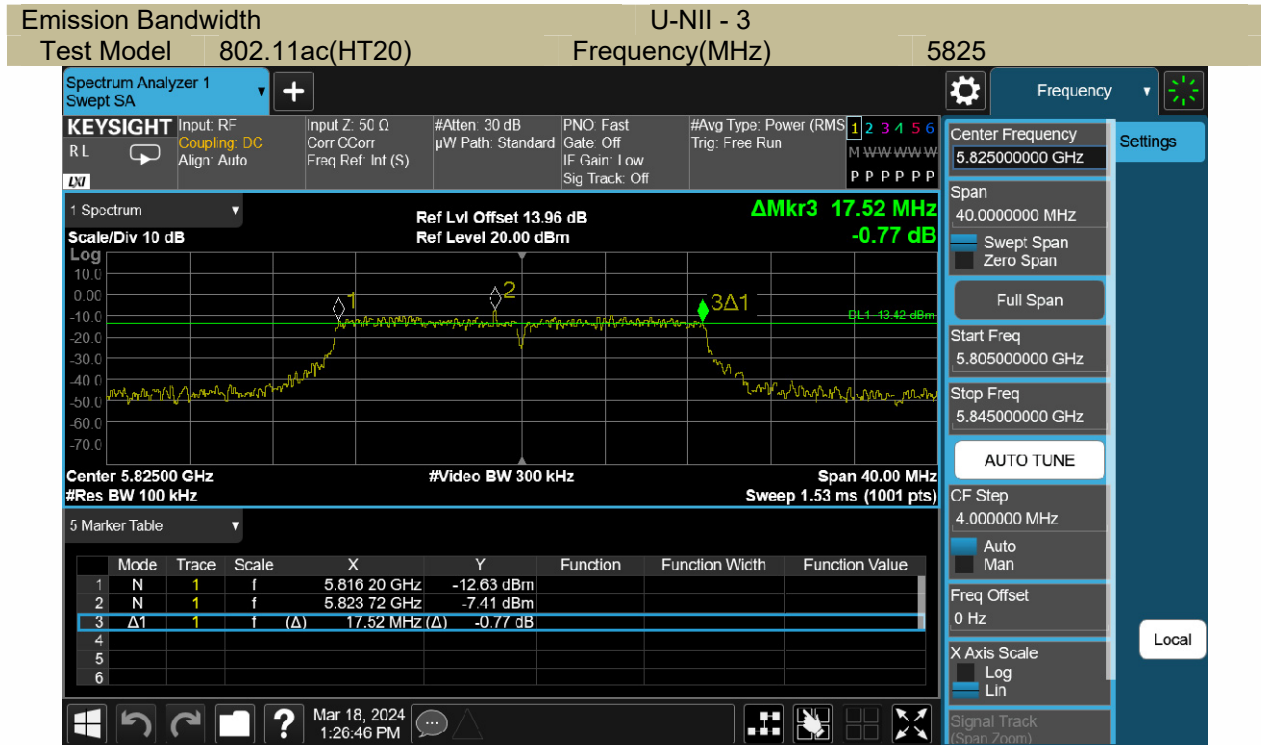 Emission Bandwidth U-NII - 3
Test Model 802.11ac(HT20) Frequency(MHz) 5825
Spectrum Analyzer 1
Swept SA
Frequency
KEYSIGHT
RL
LXI
Input: RF
Coupling: DC
Align: Auto
Input Z: 50 Ω
Corr CCorr
Freq Ref: Int (S)
#Atten: 30 dB
µW Path: Standard
PNO: Fast
Gate: Off
IF Gain: Low
Sig Track: Off
#Avg Type: Power (RMS
Trig: Free Run
1 2 3 4 5 6
M W W W W W
P P P P P P
1 Spectrum
Scale/Div 10 dB
Ref Lvl Offset 13.96 dB
Ref Level 20.00 dBm
ΔMkr3 17.52 MHz
-0.77 dB
Log
10.0
0.00
-10.0
-20.0
-30.0
-40.0
-50.0
-60.0
-70.0
1
2
3Δ1
DL1 -13.42 dBm
Center 5.82500 GHz #Video BW 300 kHz Span 40.00 MHz
#Res BW 100 kHz Sweep 1.53 ms (1001 pts)
5 Marker Table
Mode Trace Scale X Y Function Function Width Function Value
1 N 1 f 5.816 20 GHz -12.63 dBm
2 N 1 f 5.823 72 GHz -7.41 dBm
3 Δ1 1 f (Δ) 17.52 MHz (Δ) -0.77 dB
4
5
6
?
Mar 18, 2024
1:26:46 PM
Center Frequency
5.825000000 GHz
Settings
Span
40.0000000 MHz
Swept Span
Zero Span
Full Span
Start Freq
5.805000000 GHz
Stop Freq
5.845000000 GHz
AUTO TUNE
CF Step
4.000000 MHz
Auto
Man
Freq Offset
0 Hz
Local
X Axis Scale
Log
Lin
Signal Track
(Span Zoom)